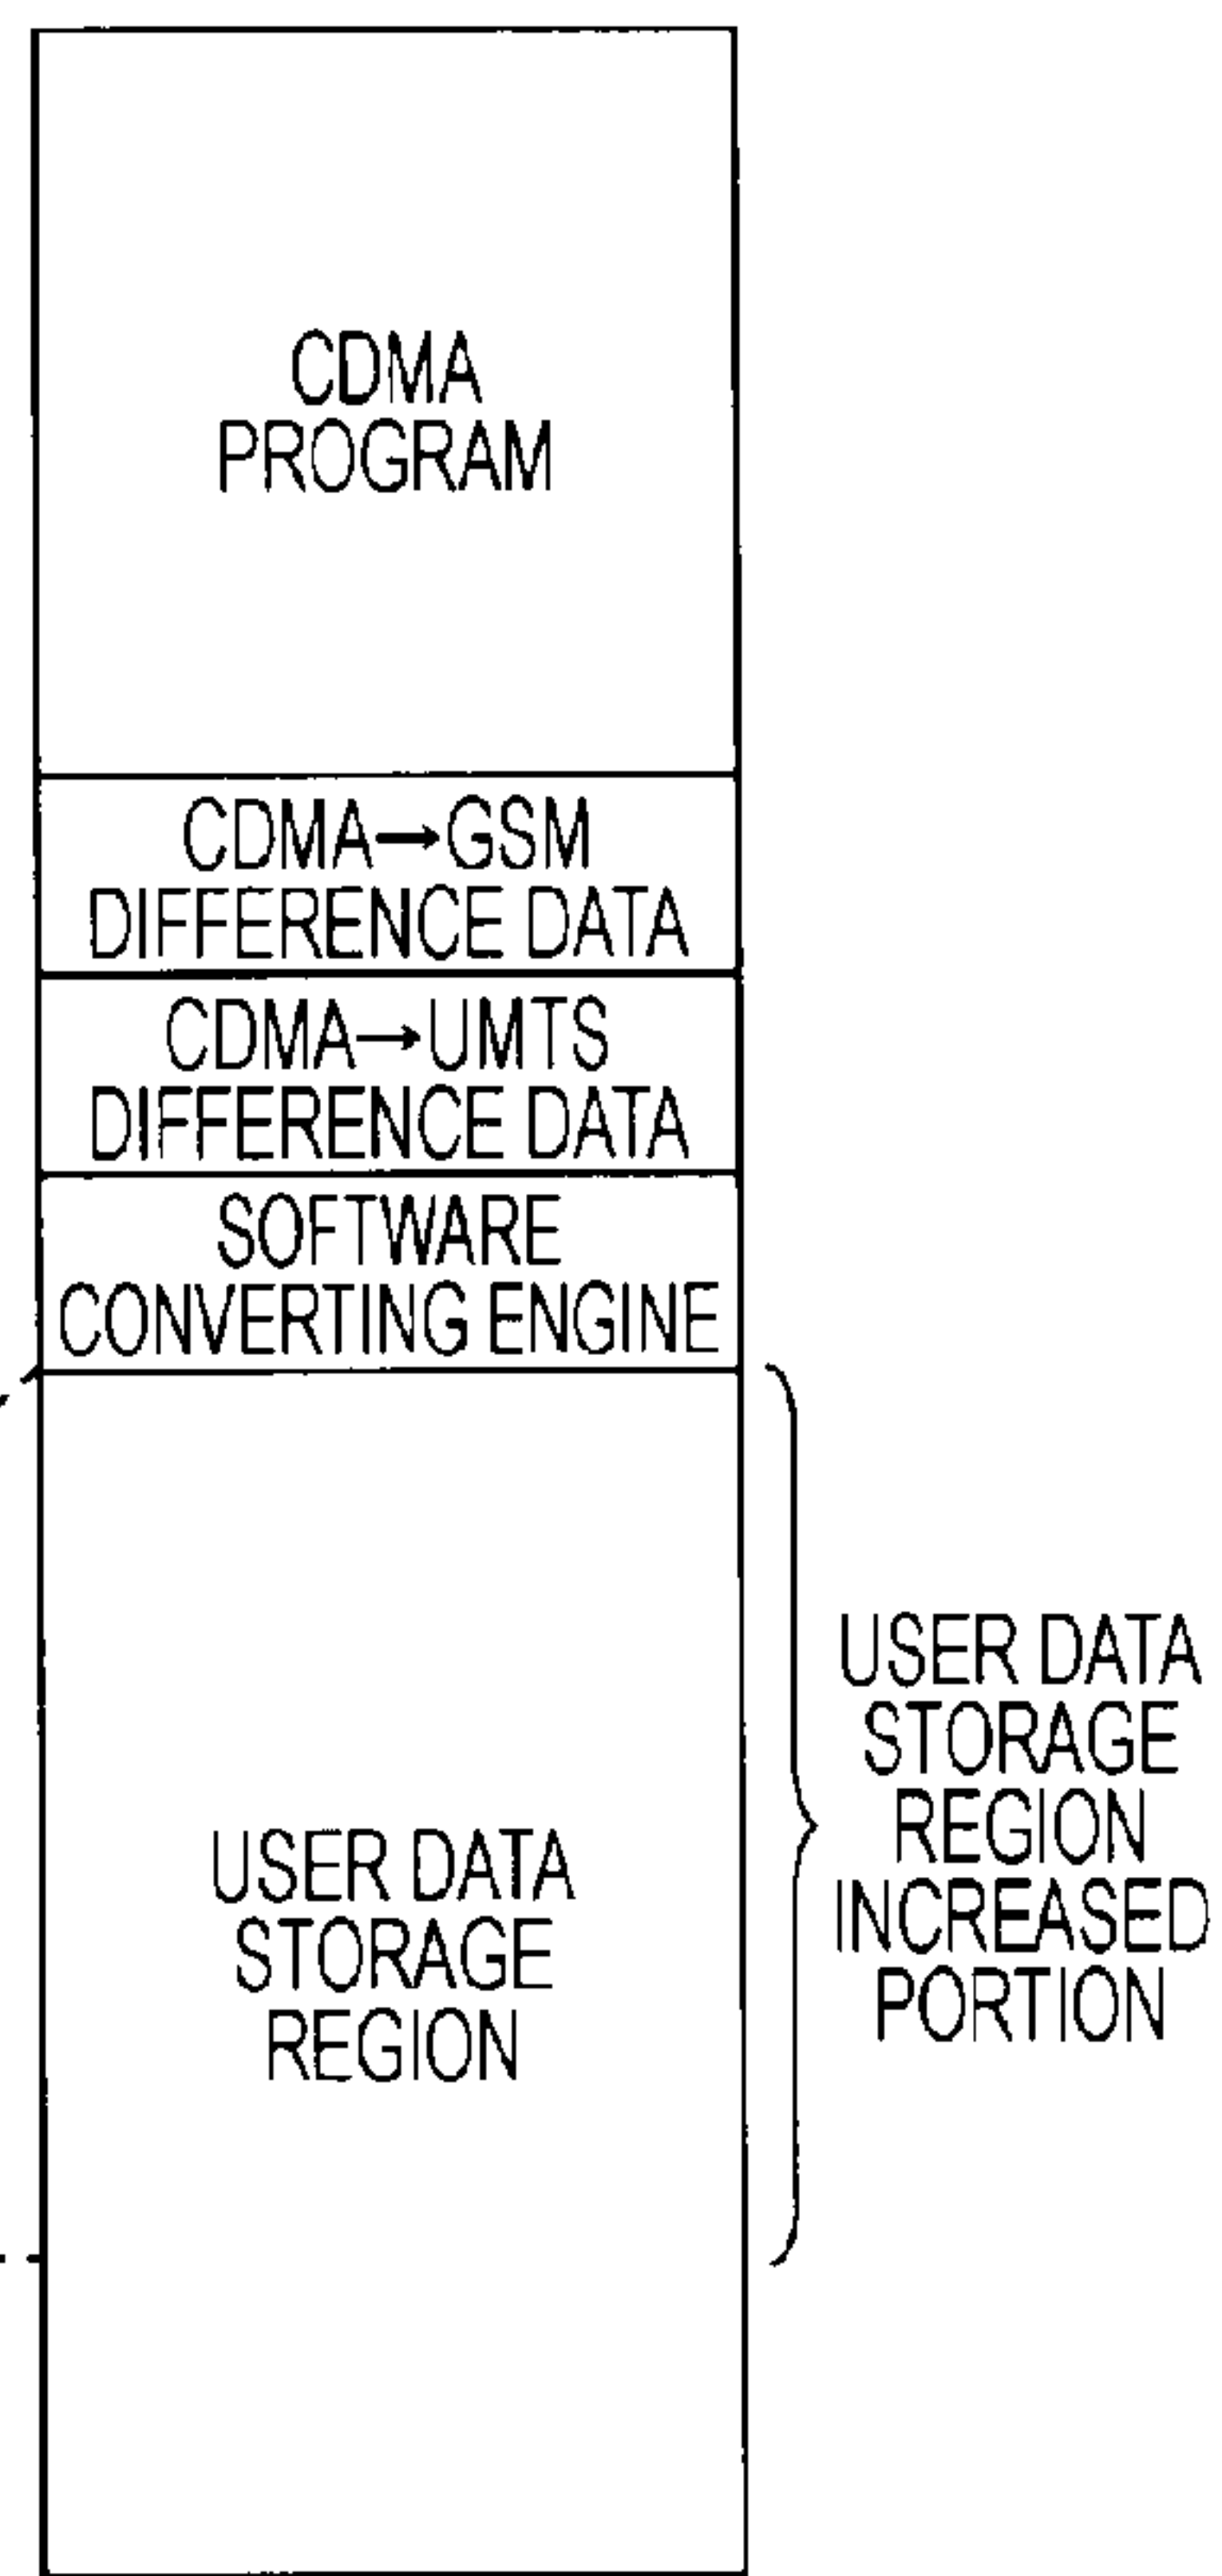 CDMA
PROGRAM
CDMA→GSM
DIFFERENCE DATA
CDMA→UMTS
DIFFERENCE DATA
SOFTWARE
CONVERTING ENGINE
USER DATA
STORAGE
REGION
USER DATA
STORAGE
REGION
INCREASED
PORTION